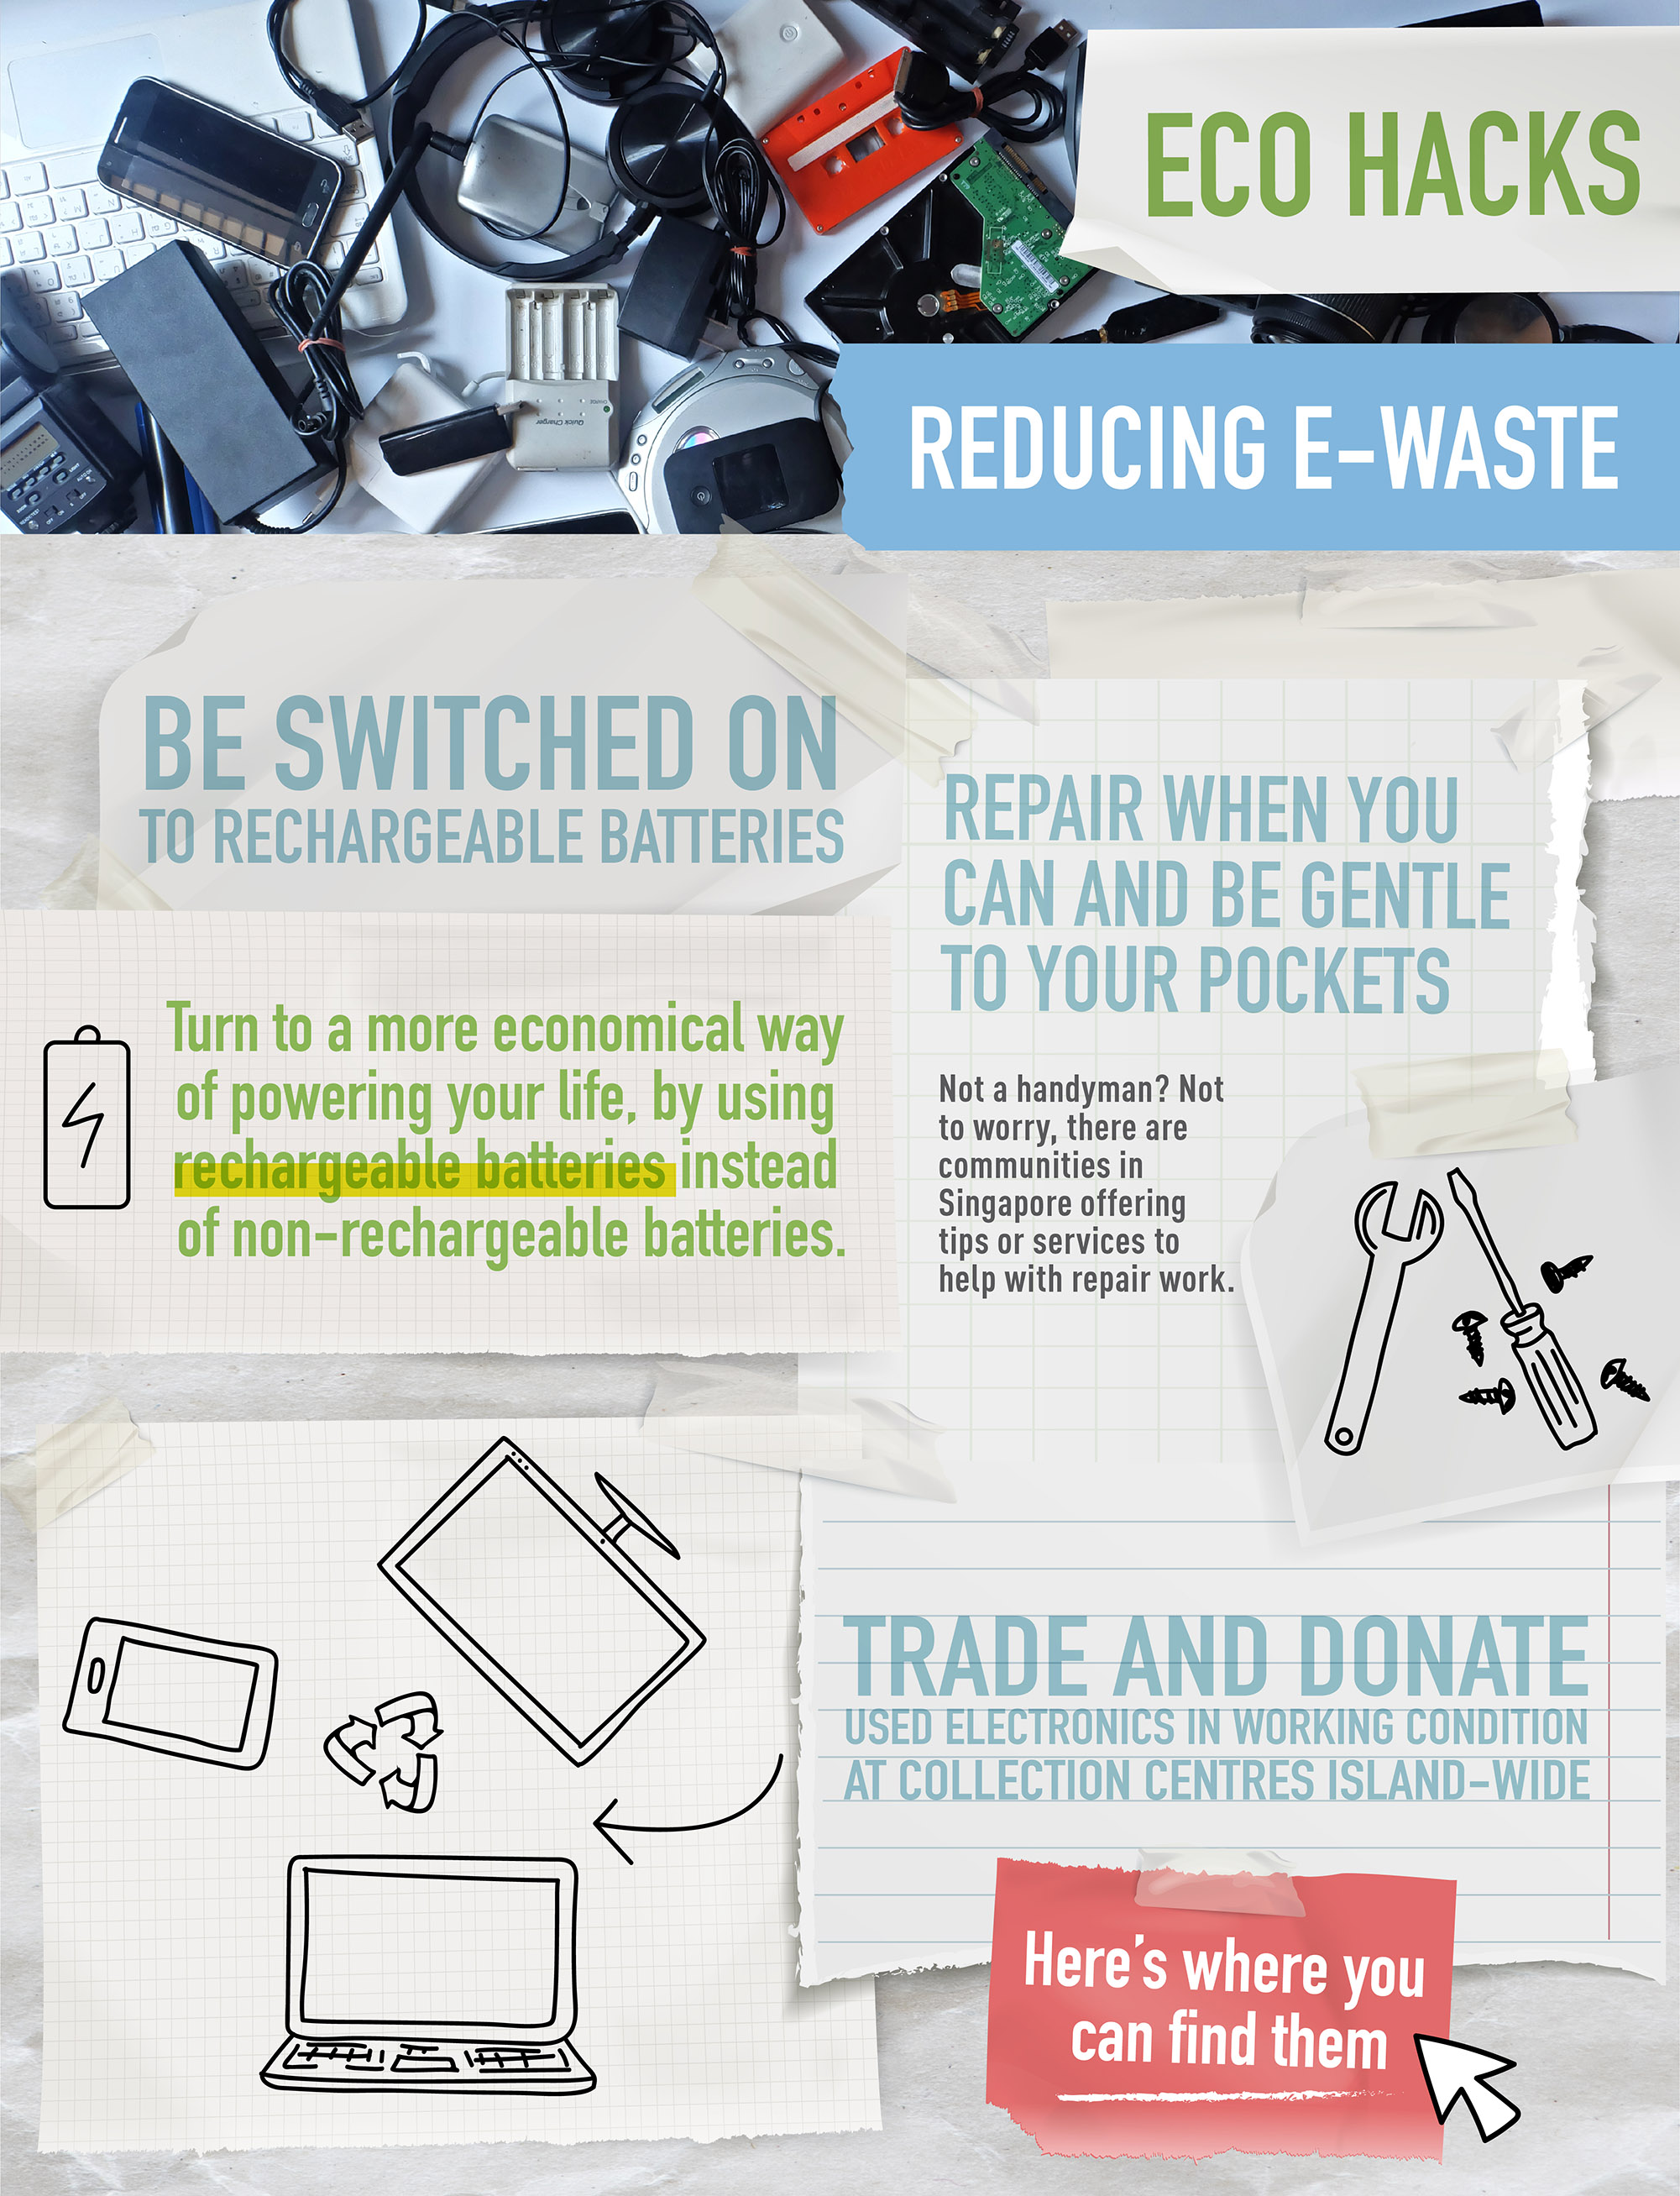 ECO HACKS
REDUCING E-WASTE
BE SWITCHED ON
TO RECHARGEABLE BATTERIES
Turn to a more economical way
of powering your life, by using
rechargeable batteries instead
of non-rechargeable batteries.
REPAIR WHEN YOU
CAN AND BE GENTLE
TO YOUR POCKETS
Not a handyman? Not
to worry, there are
communities in
Singapore offering
tips or services to
help with repair work.
TRADE AND DONATE
USED ELECTRONICS IN WORKING CONDITION
AT COLLECTION CENTRES ISLAND-WIDE
Here's where you
can find them
Quick Charger